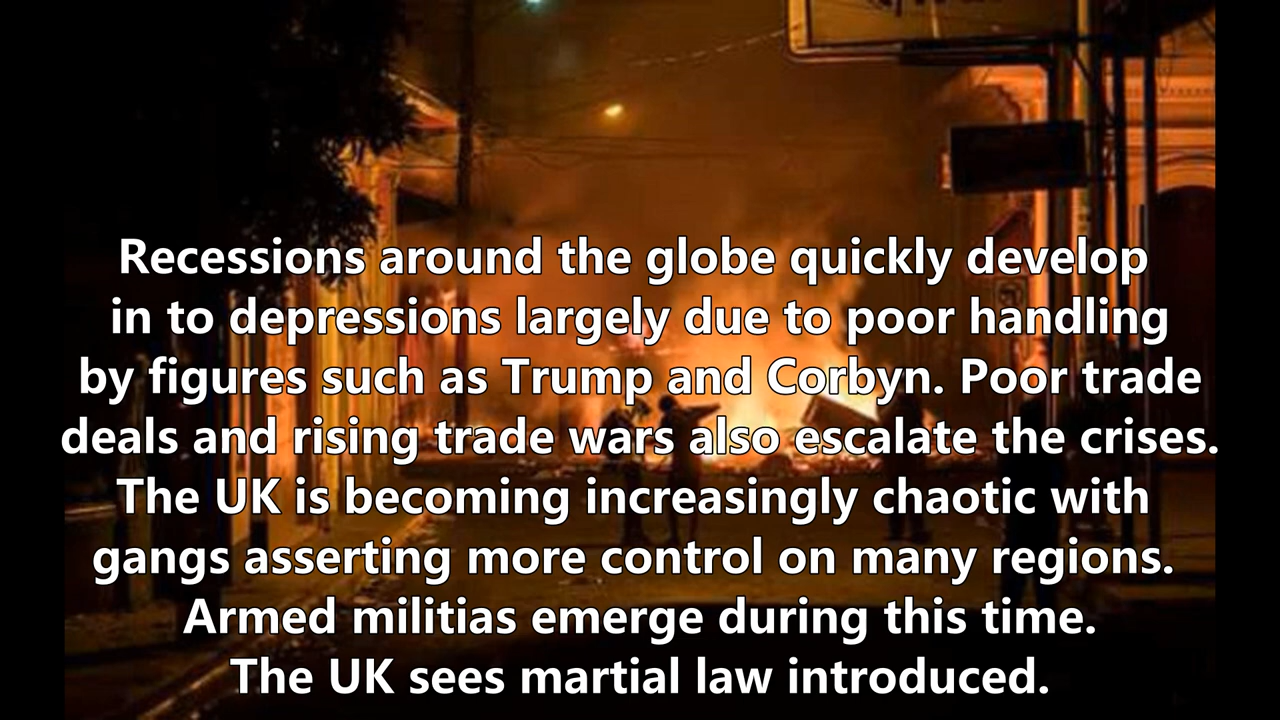 Recessions around the globe quickly develop
in to depressions largely due to poor handling
by figures such as Trump and Corbyn. Poor trade
deals and rising trade wars also escalate the crises.
The UK is becoming increasingly chaotic with
gangs asserting more control on many regions.
Armed militias emerge during this time.
The UK sees martial law introduced.